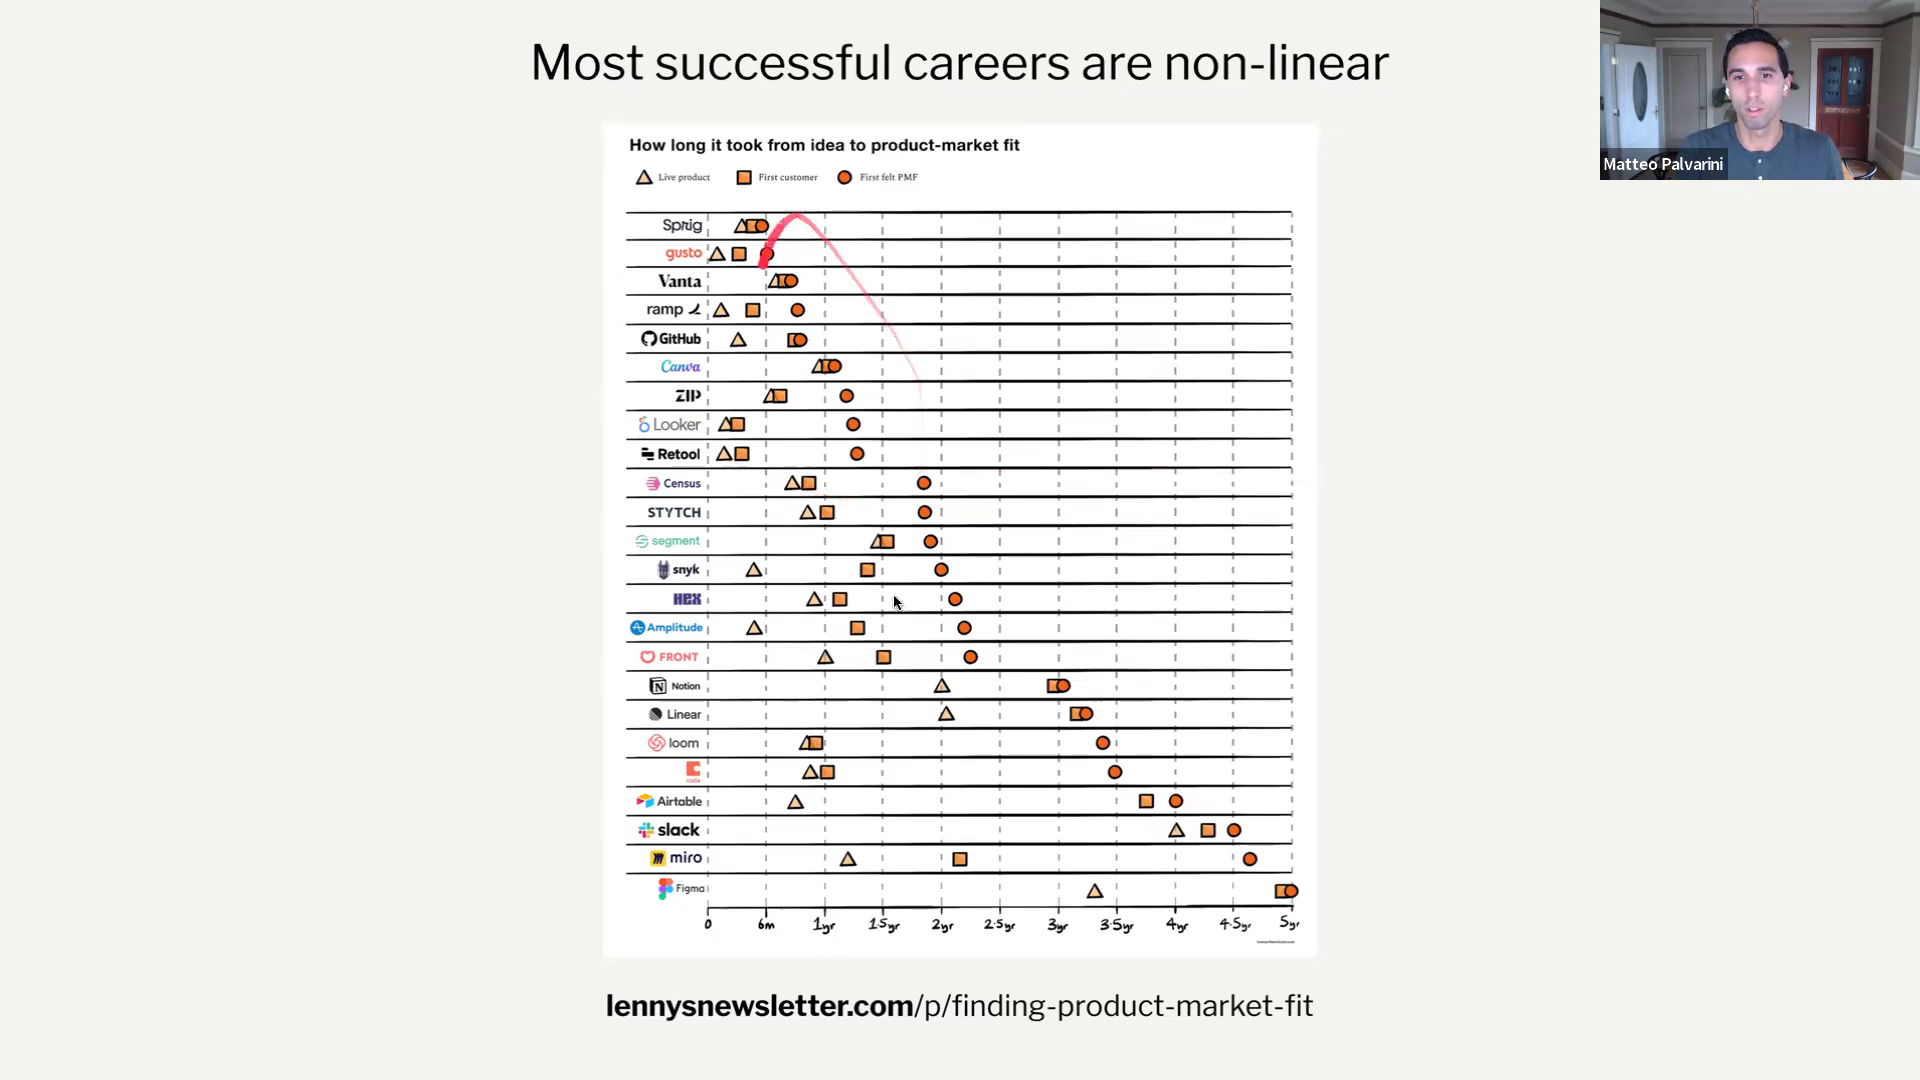 Most successful careers are non-linear
Matteo Palvarini
How long it took from idea to product-market fit
Live product First customer First felt PMF
Sprig
gusto
Vanta
ramp
GitHub
Canva
ZIP
Looker
Retool
Census
STYTCH
segment
snyk
HEX
Amplitude
FRONT
Notion
Linear
loom
coda
Airtable
slack
miro
Figma
0 6m 1yr 1.5yr 2yr 2.5yr 3yr 3.5yr 4yr 4.5yr 5yr
lennysnewsletter.com/p/finding-product-market-fit